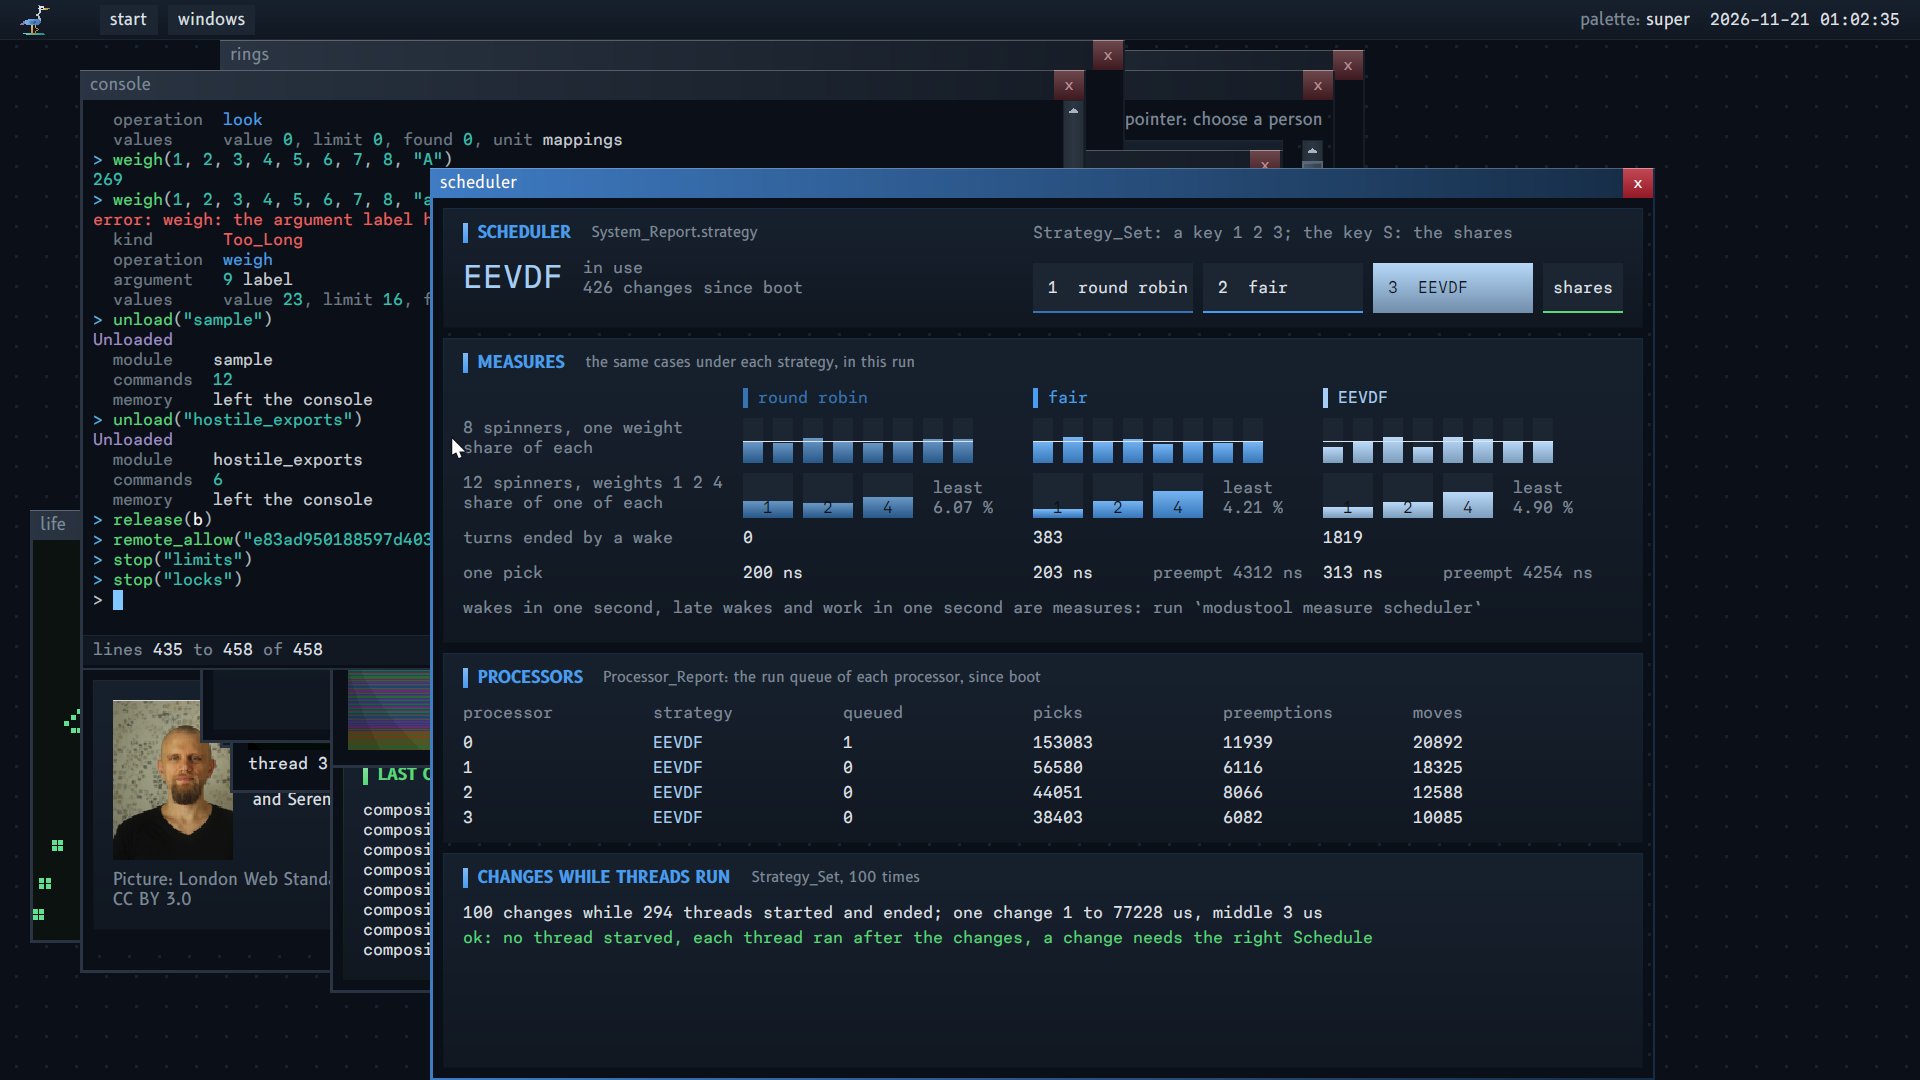 start windows palette: super 2026-11-21 01:02:35
rings x
x
console x
x
pointer: choose a person
x
operation look
values value 0, limit 0, found 0, unit mappings
> weigh(1, 2, 3, 4, 5, 6, 7, 8, "A")
269
> weigh(1, 2, 3, 4, 5, 6, 7, 8, "a
error: weigh: the argument label
kind Too_Long
operation weigh
argument 9 label
values value 23, limit 16,
> unload("sample")
Unloaded
module sample
commands 12
memory left the console
> unload("hostile_exports")
Unloaded
module hostile_exports
commands 6
memory left the console
> release(b)
> remote_allow("e83ad950188597d403
> stop("limits")
> stop("locks")
>
lines 435 to 458 of 458
life
thread 3
and Seren
Picture: London Web Standa
CC BY 3.0
LAST
composi
composi
composi
composi
composi
composi
composi
composi
scheduler x
SCHEDULER System_Report.strategy Strategy_Set: a key 1 2 3; the key S: the shares
EEVDF in use
426 changes since boot
1 round robin 2 fair 3 EEVDF shares
MEASURES the same cases under each strategy, in this run
round robin fair EEVDF
8 spinners, one weight
share of each
12 spinners, weights 1 2 4
share of one of each
1 2 4 least 6.07 % 1 2 4 least 4.21 % 1 2 4 least 4.90 %
turns ended by a wake 0 383 1819
one pick 200 ns 203 ns preempt 4312 ns 313 ns preempt 4254 ns
wakes in one second, late wakes and work in one second are measures: run `modustool measure scheduler`
PROCESSORS Processor_Report: the run queue of each processor, since boot
processor strategy queued picks preemptions moves
0 EEVDF 1 153083 11939 20892
1 EEVDF 0 56580 6116 18325
2 EEVDF 0 44051 8066 12588
3 EEVDF 0 38403 6082 10085
CHANGES WHILE THREADS RUN Strategy_Set, 100 times
100 changes while 294 threads started and ended; one change 1 to 77228 us, middle 3 us
ok: no thread starved, each thread ran after the changes, a change needs the right Schedule